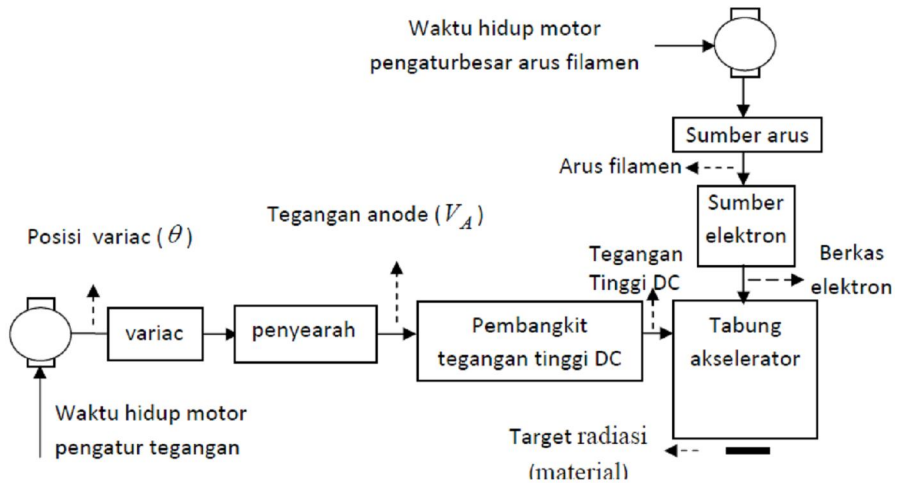 Waktu hidup motor
pengaturbesar arus filamen
Sumber arus
Arus filamen
Sumber
elektron
Berkas
elektron
Tegangan anode (V_A)
Posisi variac (θ)
Tegangan
Tinggi DC
variac
penyearah
Pembangkit
tegangan tinggi DC
Tabung
akselerator
Waktu hidup motor
pengatur tegangan
Target radiasi
(material)